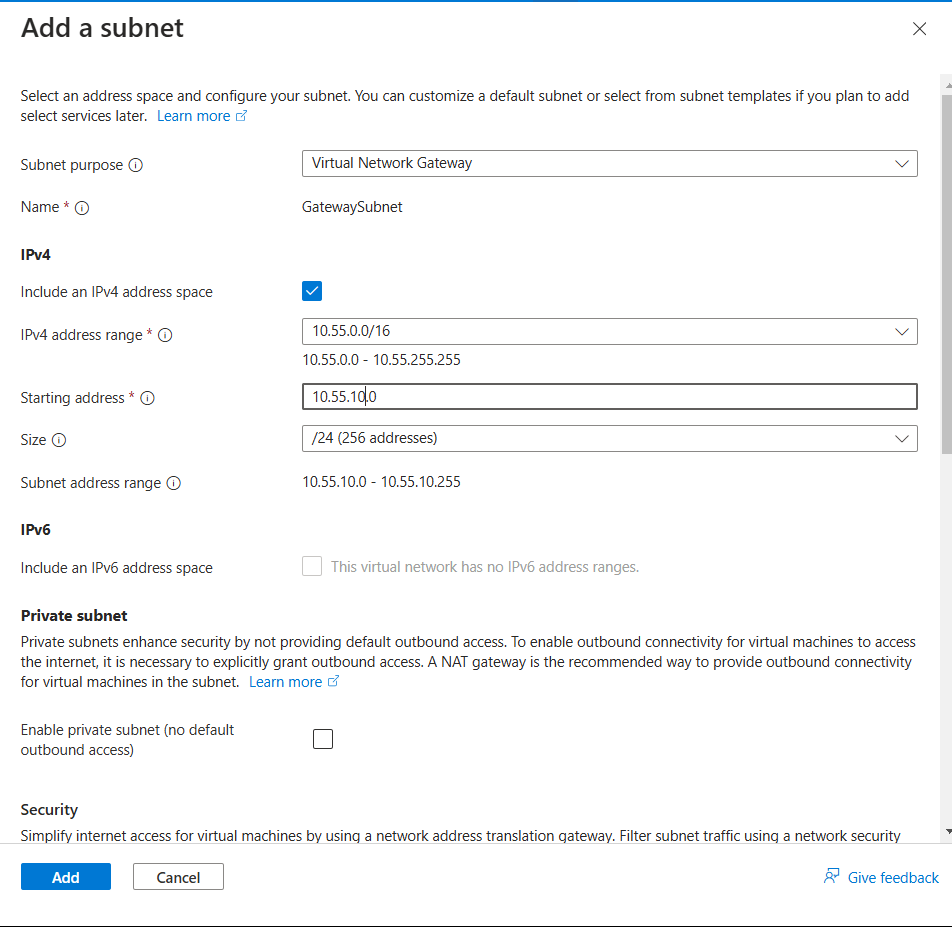 Add a subnet
Select an address space and configure your subnet. You can customize a default subnet or select from subnet templates if you plan to add
select services later. Learn more
Subnet purpose
Virtual Network Gateway
Name *
GatewaySubnet
IPv4
Include an IPv4 address space
IPv4 address range *
10.55.0.0/16
10.55.0.0 - 10.55.255.255
Starting address *
10.55.10.0
Size
/24 (256 addresses)
Subnet address range
10.55.10.0 - 10.55.10.255
IPv6
Include an IPv6 address space
This virtual network has no IPv6 address ranges.
Private subnet
Private subnets enhance security by not providing default outbound access. To enable outbound connectivity for virtual machines to access
the internet, it is necessary to explicitly grant outbound access. A NAT gateway is the recommended way to provide outbound connectivity
for virtual machines in the subnet. Learn more
Enable private subnet (no default
outbound access)
Security
Simplify internet access for virtual machines by using a network address translation gateway. Filter subnet traffic using a network security
Add
Cancel
Give feedback